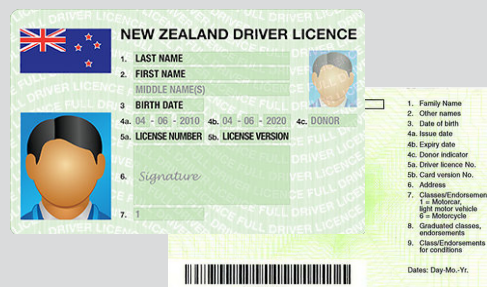 NEW ZEALAND DRIVER LICENCE
1. LAST NAME
2. FIRST NAME
MIDDLE NAME(S)
3 BIRTH DATE
4a. 04 - 06 - 2010 4b. 04 - 06 - 2020 4c. DONOR
5a. LICENSE NUMBER 5b. LICENSE VERSION
6. Signature
7. 1
1. Family Name
2. Other names
3. Date of birth
4a. Issue date
4b. Expiry date
4c. Donor indicator
5a. Driver licence No.
5b. Card version No.
6. Address
7. Classes/Endorsemen
1 = Motorcar,
light motor vehicle
6 = Motorcycle
8. Graduated classes,
endorsements
9. Class/Endorsements
for conditions
Dates: Day-Mo.-Yr.